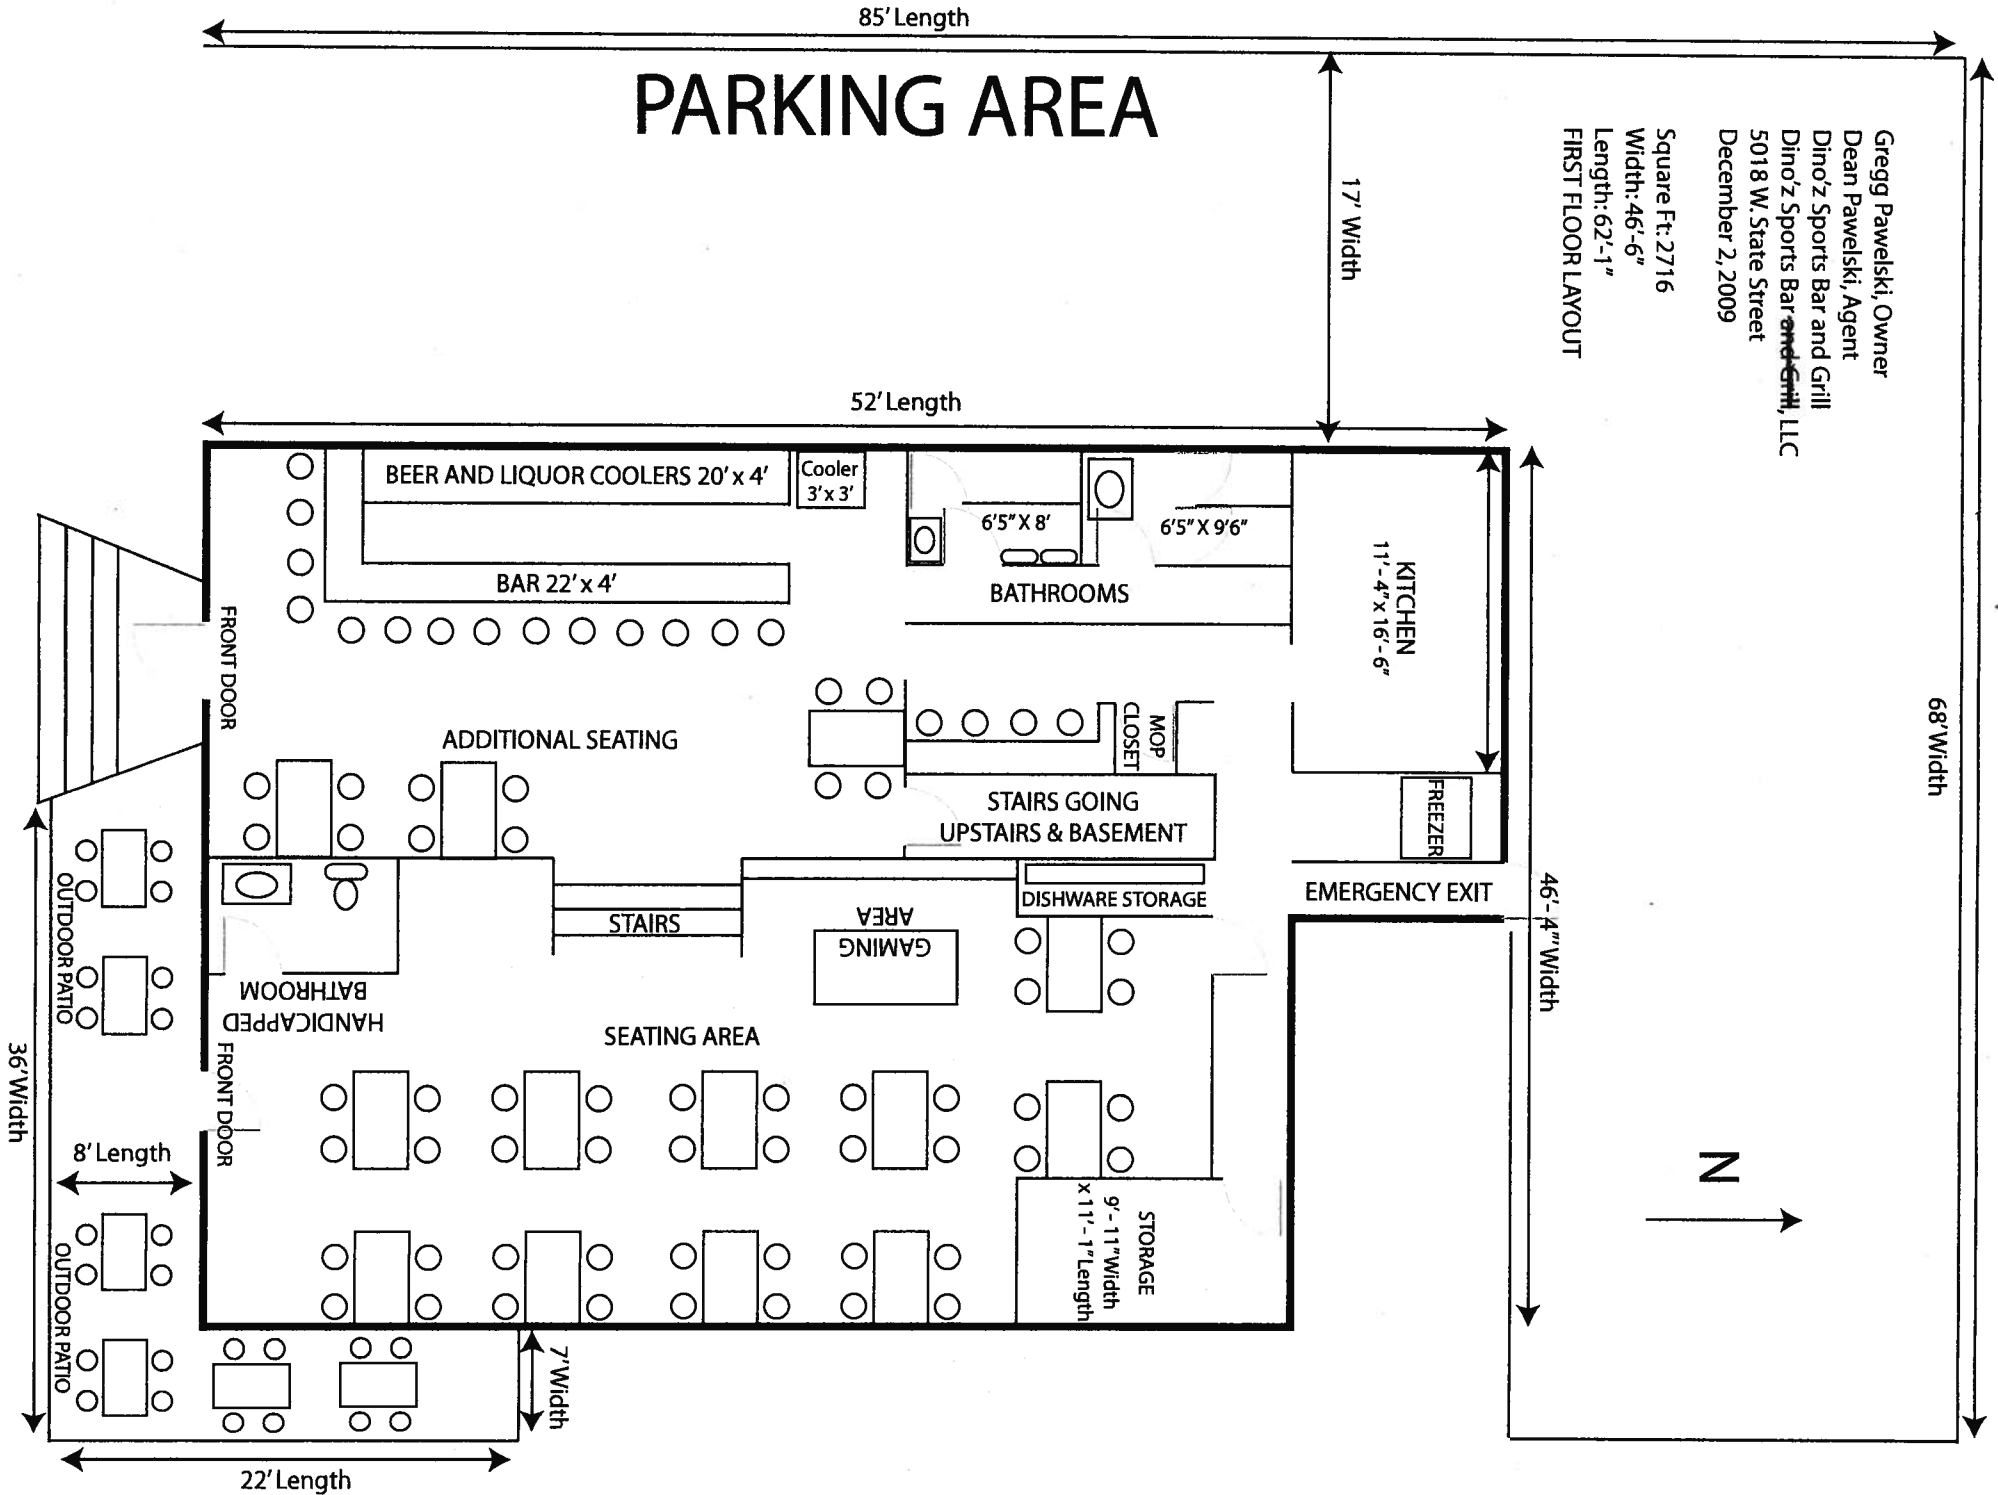 85' Length
PARKING AREA
17' Width
Gregg Pawelski, Owner
Dean Pawelski, Agent
Dino'z Sports Bar and Grill
Dino'z Sports Bar and Grill, LLC
5018 W. State Street
December 2, 2009
Square Ft: 2716
Width: 46'-6"
Length: 62'-1"
FIRST FLOOR LAYOUT
68' Width
52' Length
BEER AND LIQUOR COOLERS 20' x 4'
Cooler
3' x 3'
BAR 22' x 4'
6'5" X 8'
6'5" X 9'6"
BATHROOMS
KITCHEN
11'- 4" x 16'- 6"
FRONT DOOR
ADDITIONAL SEATING
MOP
CLOSET
STAIRS GOING
UPSTAIRS & BASEMENT
FREEZER
DISHWARE STORAGE
EMERGENCY EXIT
46'- 4"' Width
STAIRS
GAMING
AREA
HANDICAPPED
BATHROOM
SEATING AREA
FRONT DOOR
OUTDOOR PATIO
36' Width
8' Length
OUTDOOR PATIO
STORAGE
9'- 11" Width
x 11'- 1" Length
N
7' Width
22' Length